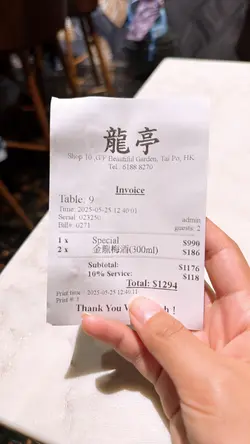 龍亭
Shop 10, G/F Beautiful Garden, Tai Po, HK
Tel.: 6188 8270
Invoice
Table: 9
Time: 2025-05-25 12:40:01
Serial: 023250 admin
Bill#: 0271 guests: 2
1 x Special $990
2 x 金鼎梅酒(300ml) $186
Subtotal: $1176
10% Service: $118
Total: $1294
Print time 2025-05-25 12:40:11
Print #: 1
Thank You